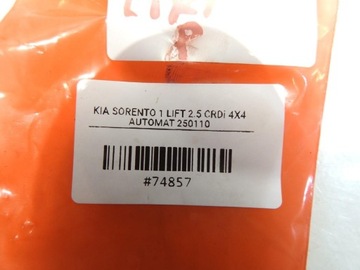 KIA SORENTO 1 LIFT 2.5 CRDi 4X4
AUTOMAT 250110
#74857